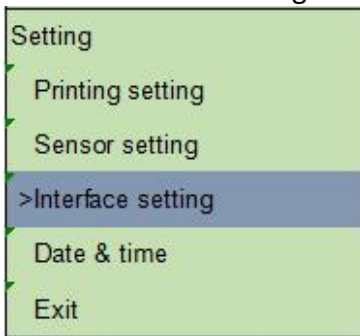 Setting
Printing setting
Sensor setting
>Interface setting
Date & time
Exit